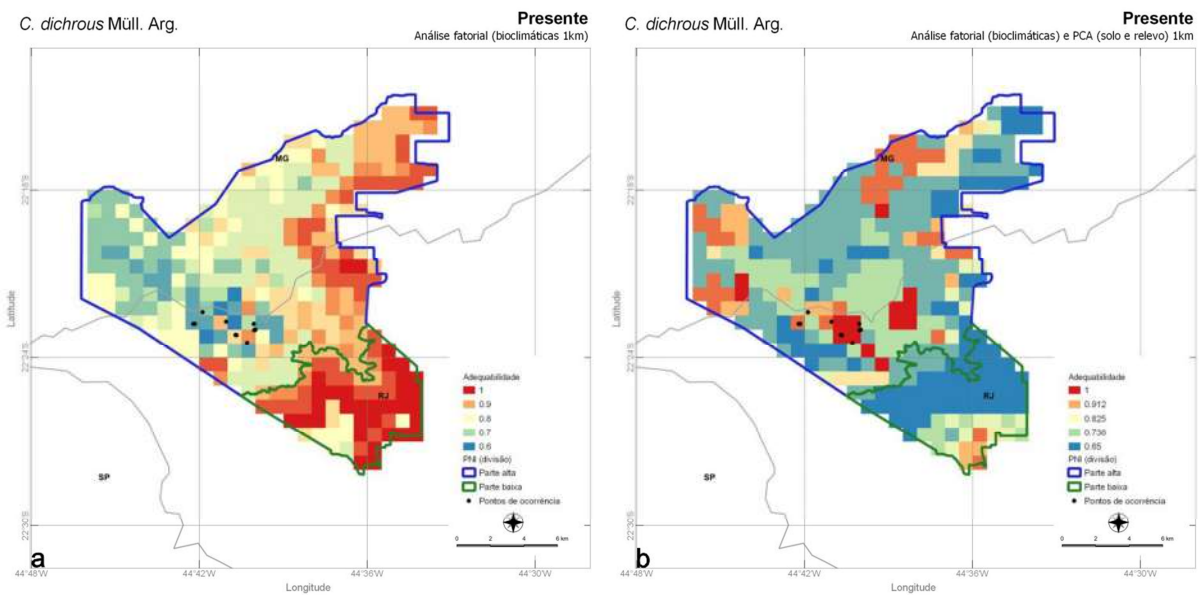 C. dichrous Müll. Arg.
Presente
Análise fatorial (bioclimáticas 1km)
MG
22°18'S
Latitude
22°24'S
RJ
SP
22°30'S
Adequabilidade
1
0.9
0.8
0.7
0.6
PNI (divisão)
Parte alta
Parte baixa
Pontos de ocorrência
0 2 4 6 km
a
44°48'W 44°42'W 44°36'W 44°30'W
Longitude
C. dichrous Müll. Arg.
Presente
Análise fatorial (bioclimáticas) e PCA (solo e relevo) 1km
MG
22°18'S
Latitude
22°24'S
RJ
SP
22°30'S
Adequabilidade
1
0.912
0.825
0.736
0.65
PNI (divisão)
Parte alta
Parte baixa
Pontos de ocorrência
0 2 4 6 km
b
44°42'W 44°36'W 44°30'W
Longitude